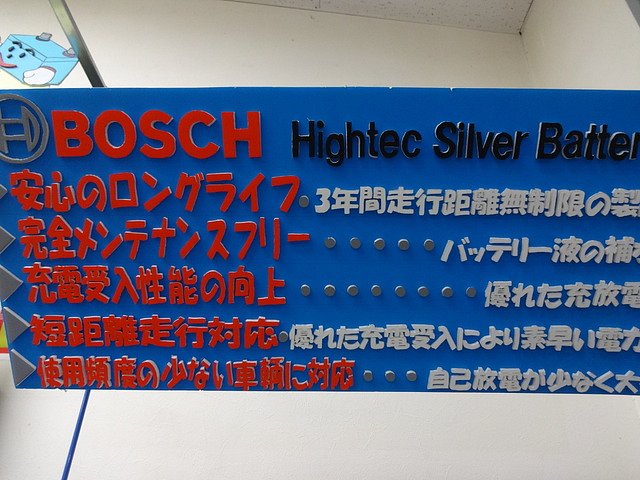 BOSCH Hightec Silver
安心のロングライフ・3年間走行距離無制限の製
完全メンテナンスフリー・・・・・バッテリー液の補
充電受入性能の向上・・・・・・・・優れた充放電
短距離走行対応・優れた充電受入により素早い電力
使用頻度の少ない車輌に対応・・・自己放電が少なく大